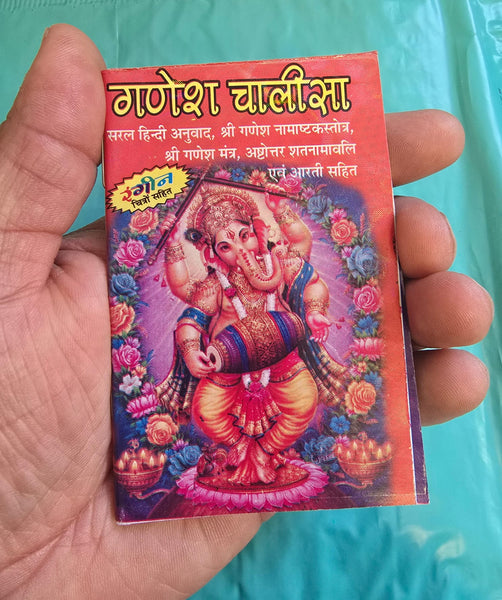 गणेश चालीसा
सरल हिन्दी अनुवाद, श्री गणेश नामाष्टकस्तोत्र,
श्री गणेश मंत्र, अष्टोत्तर शतनामावलि
एवं आरती सहित
रंगीन
चित्रों सहित